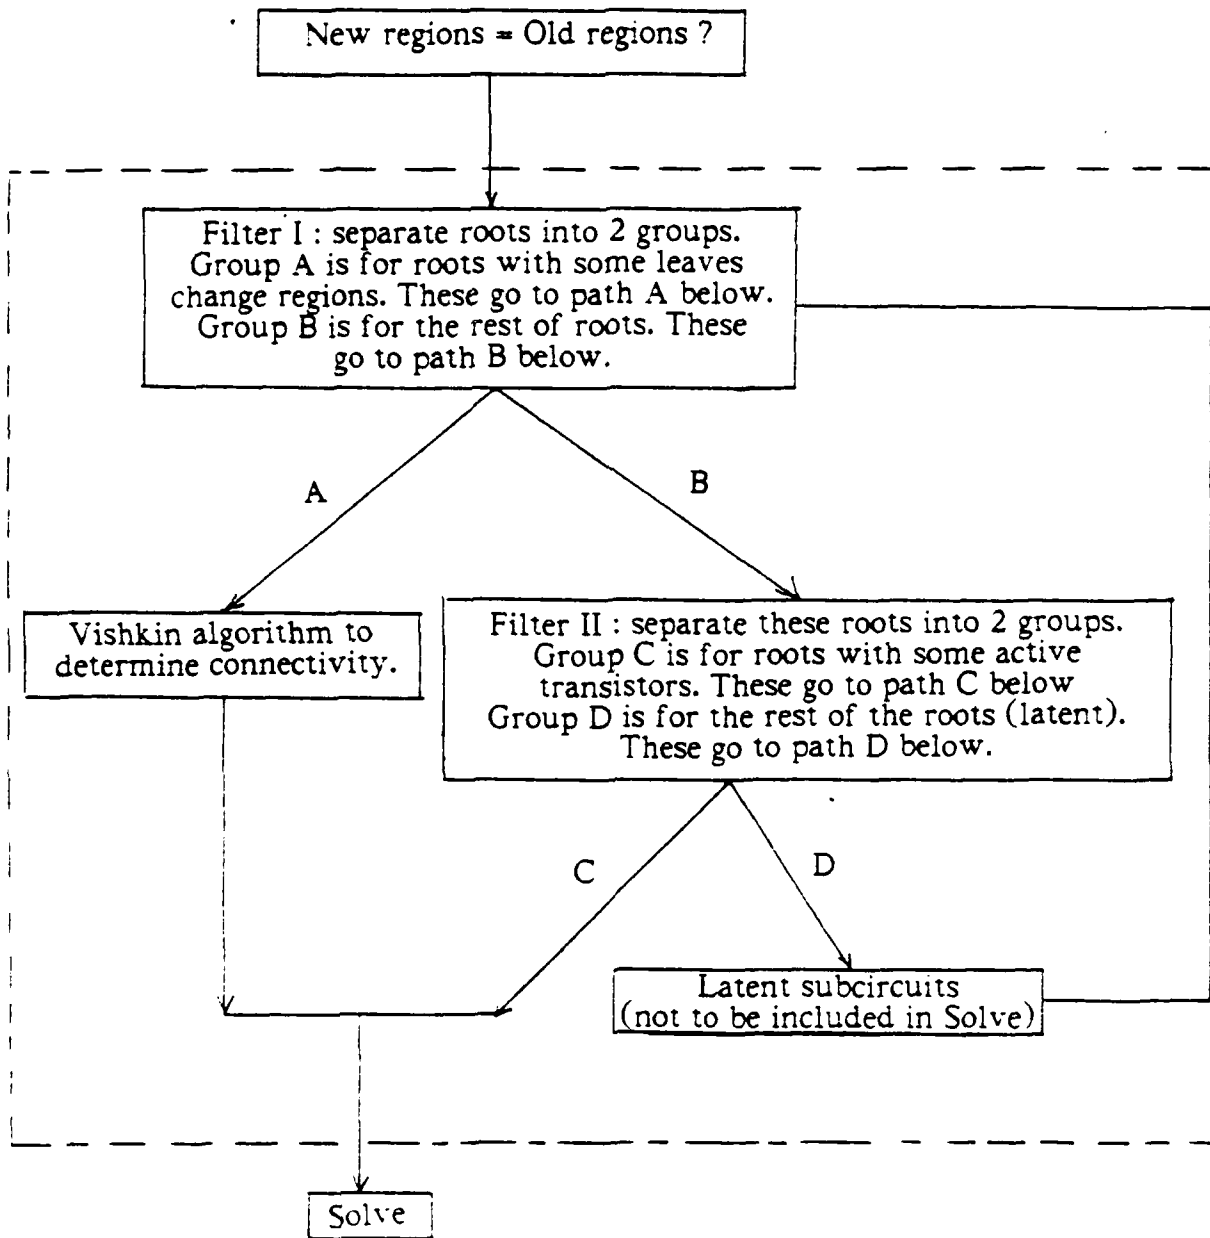 New regions = Old regions ?
Filter I : separate roots into 2 groups.
Group A is for roots with some leaves
change regions. These go to path A below.
Group B is for the rest of roots. These
go to path B below.
A
B
Vishkin algorithm to
determine connectivity.
Filter II : separate these roots into 2 groups.
Group C is for roots with some active
transistors. These go to path C below
Group D is for the rest of the roots (latent).
These go to path D below.
C
D
Latent subcircuits
(not to be included in Solve)
Solve